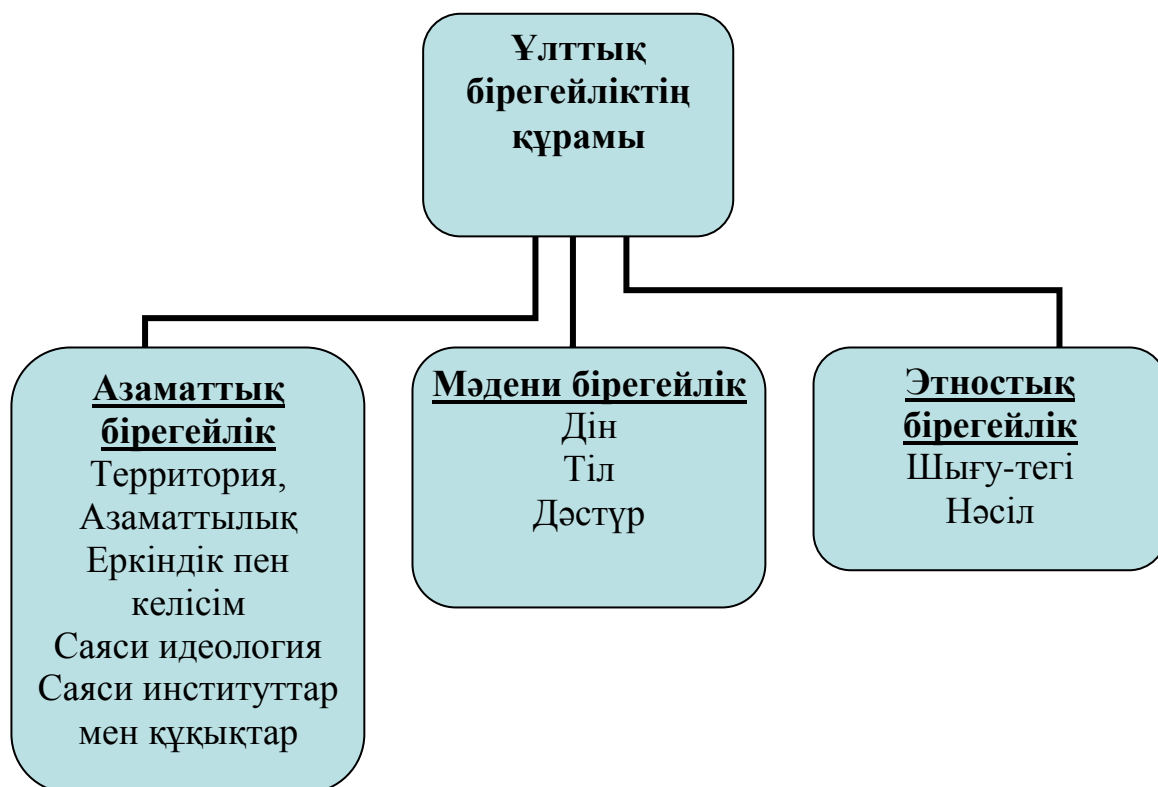 Ұлттық
бірегейліктің
құрамы
Азаматтық
бірегейлік
Территория,
Азаматтылық
Еркіндік пен
келісім
Саяси идеология
Саяси институттар
мен құқықтар
Мәдени бірегейлік
Дін
Тіл
Дәстүр
Этностық
бірегейлік
Шығу-тегі
Нәсіл